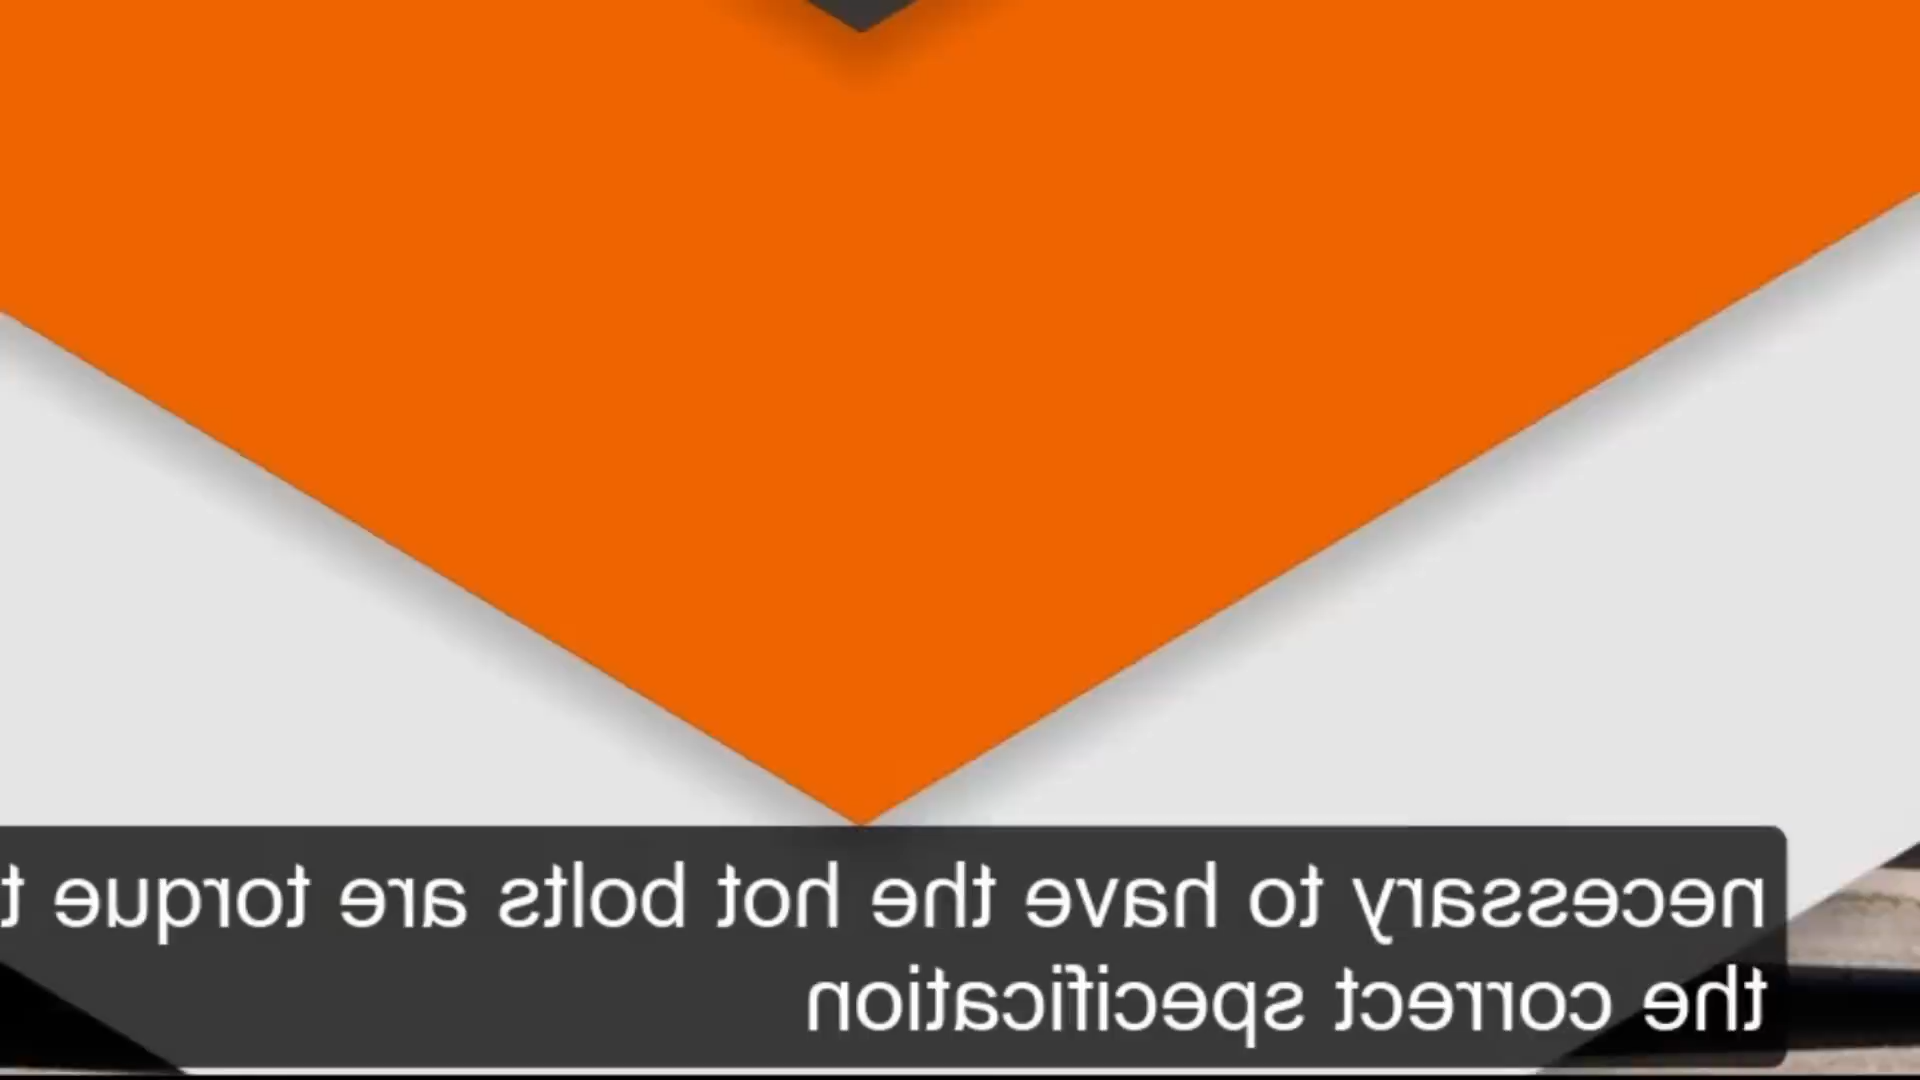 necessary to have the hot bolts are torque t
the correct specification